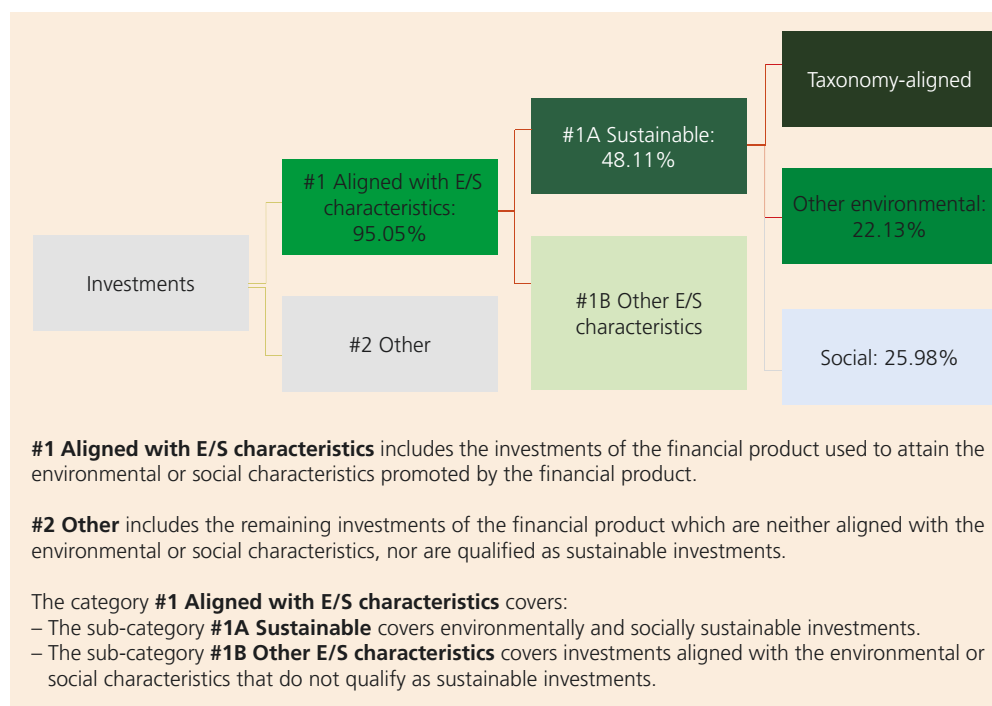 Taxonomy-aligned
#1A Sustainable:
48.11%
#1 Aligned with E/S
characteristics:
95.05%
Other environmental:
22.13%
Investments
#1B Other E/S
characteristics
#2 Other
Social: 25.98%
#1 Aligned with E/S characteristics includes the investments of the financial product used to attain the
environmental or social characteristics promoted by the financial product.
#2 Other includes the remaining investments of the financial product which are neither aligned with the
environmental or social characteristics, nor are qualified as sustainable investments.
The category #1 Aligned with E/S characteristics covers:
– The sub-category #1A Sustainable covers environmentally and socially sustainable investments.
– The sub-category #1B Other E/S characteristics covers investments aligned with the environmental or
social characteristics that do not qualify as sustainable investments.